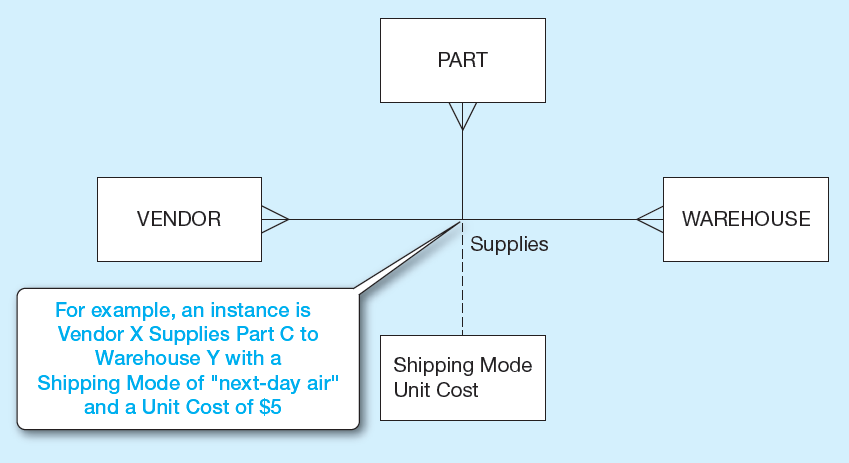 PART
VENDOR
WAREHOUSE
Supplies
For example, an instance is
Vendor X Supplies Part C to
Warehouse Y with a
Shipping Mode of "next-day air"
and a Unit Cost of $5
Shipping Mode
Unit Cost